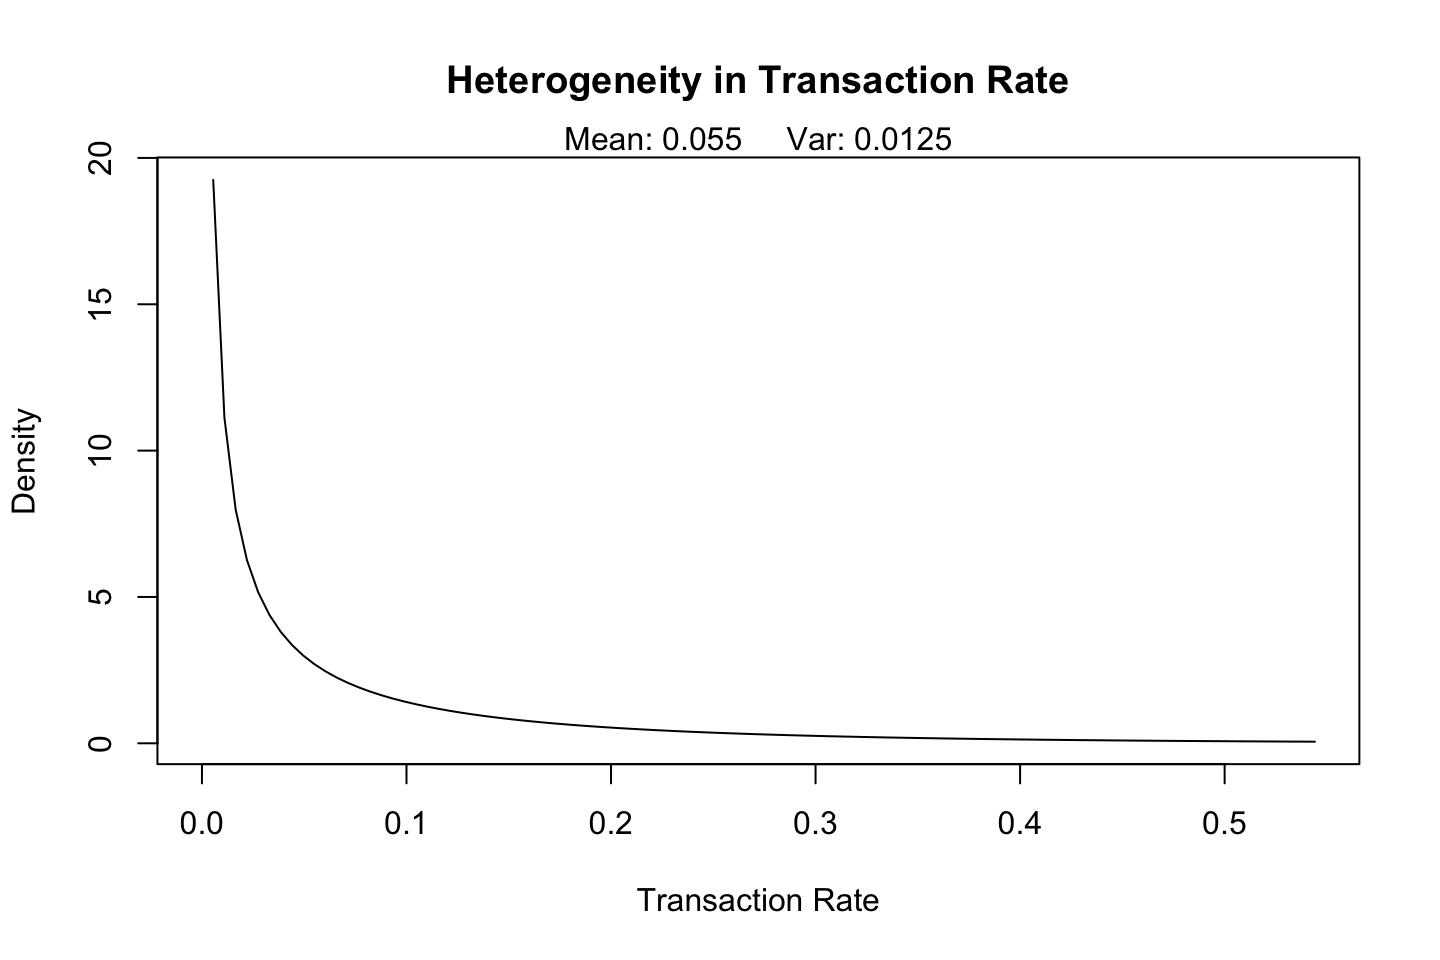 Heterogeneity in Transaction Rate
Mean: 0.055 Var: 0.0125
20
15
10
5
0
Density
0.0 0.1 0.2 0.3 0.4 0.5
Transaction Rate